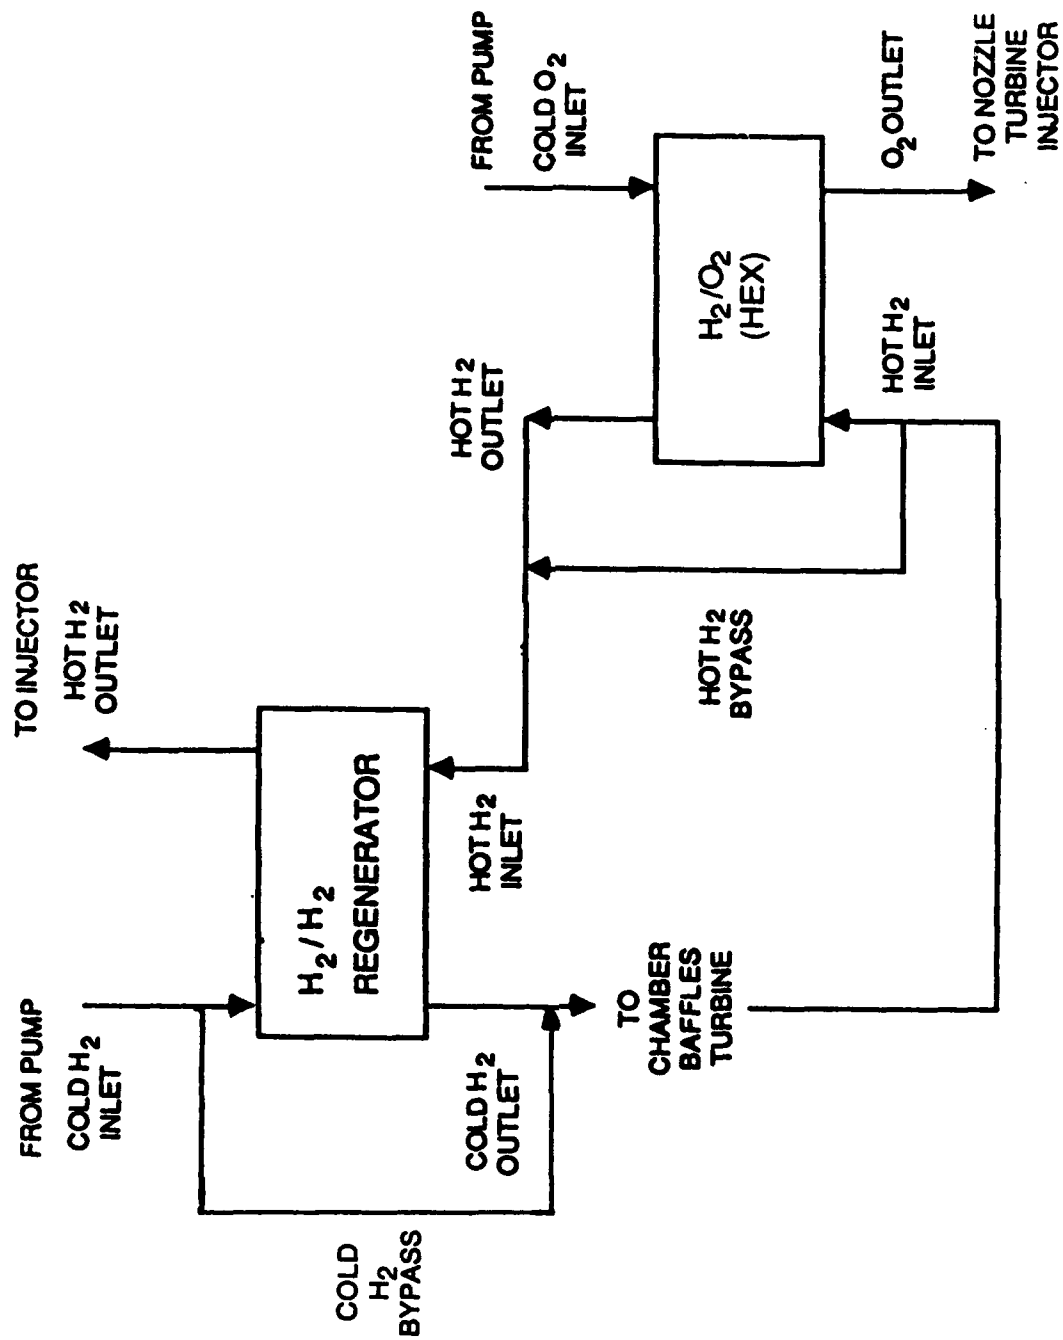 FROM PUMP
COLD H2
INLET
TO INJECTOR
HOT H2
OUTLET
COLD
H2
BYPASS
H2/H2
REGENERATOR
COLD H2
OUTLET
HOT H2
INLET
TO
CHAMBER
BAFFLES
TURBINE
HOT H2
OUTLET
HOT H2
BYPASS
FROM PUMP
COLD O2
INLET
H2/O2
(HEX)
HOT H2
INLET
O2 OUTLET
TO NOZZLE
TURBINE
INJECTOR